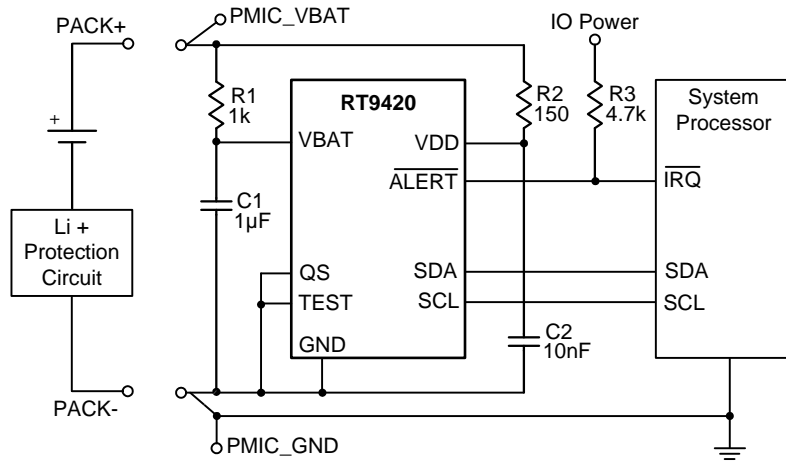 PACK+
PMIC_VBAT
IO Power
R1
1k
RT9420
R2
150
R3
4.7k
System
Processor
+
VBAT
VDD
ALERT
IRQ
C1
1µF
Li +
Protection
Circuit
QS
TEST
SDA
SCL
SDA
SCL
GND
C2
10nF
PACK-
PMIC_GND